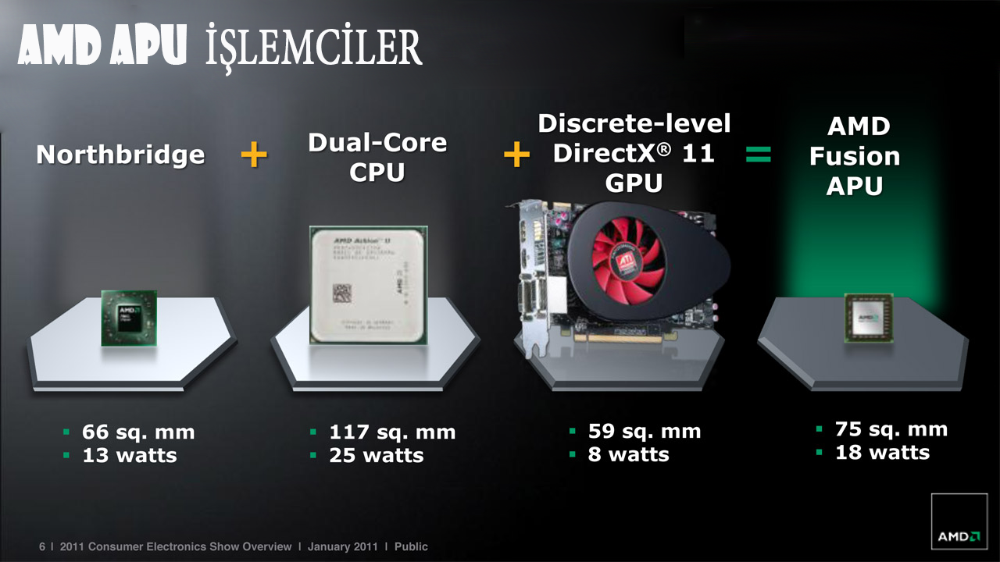 AMD APU İŞLEMCİLER
Northbridge
+
Dual-Core
CPU
+
Discrete-level
DirectX® 11
GPU
=
AMD
Fusion
APU
AMD
AMD Athlon™ II
AMD
ATI
AMD
▪ 66 sq. mm
▪ 13 watts
▪ 117 sq. mm
▪ 25 watts
▪ 59 sq. mm
▪ 8 watts
▪ 75 sq. mm
▪ 18 watts
6 | 2011 Consumer Electronics Show Overview | January 2011 | Public
AMD